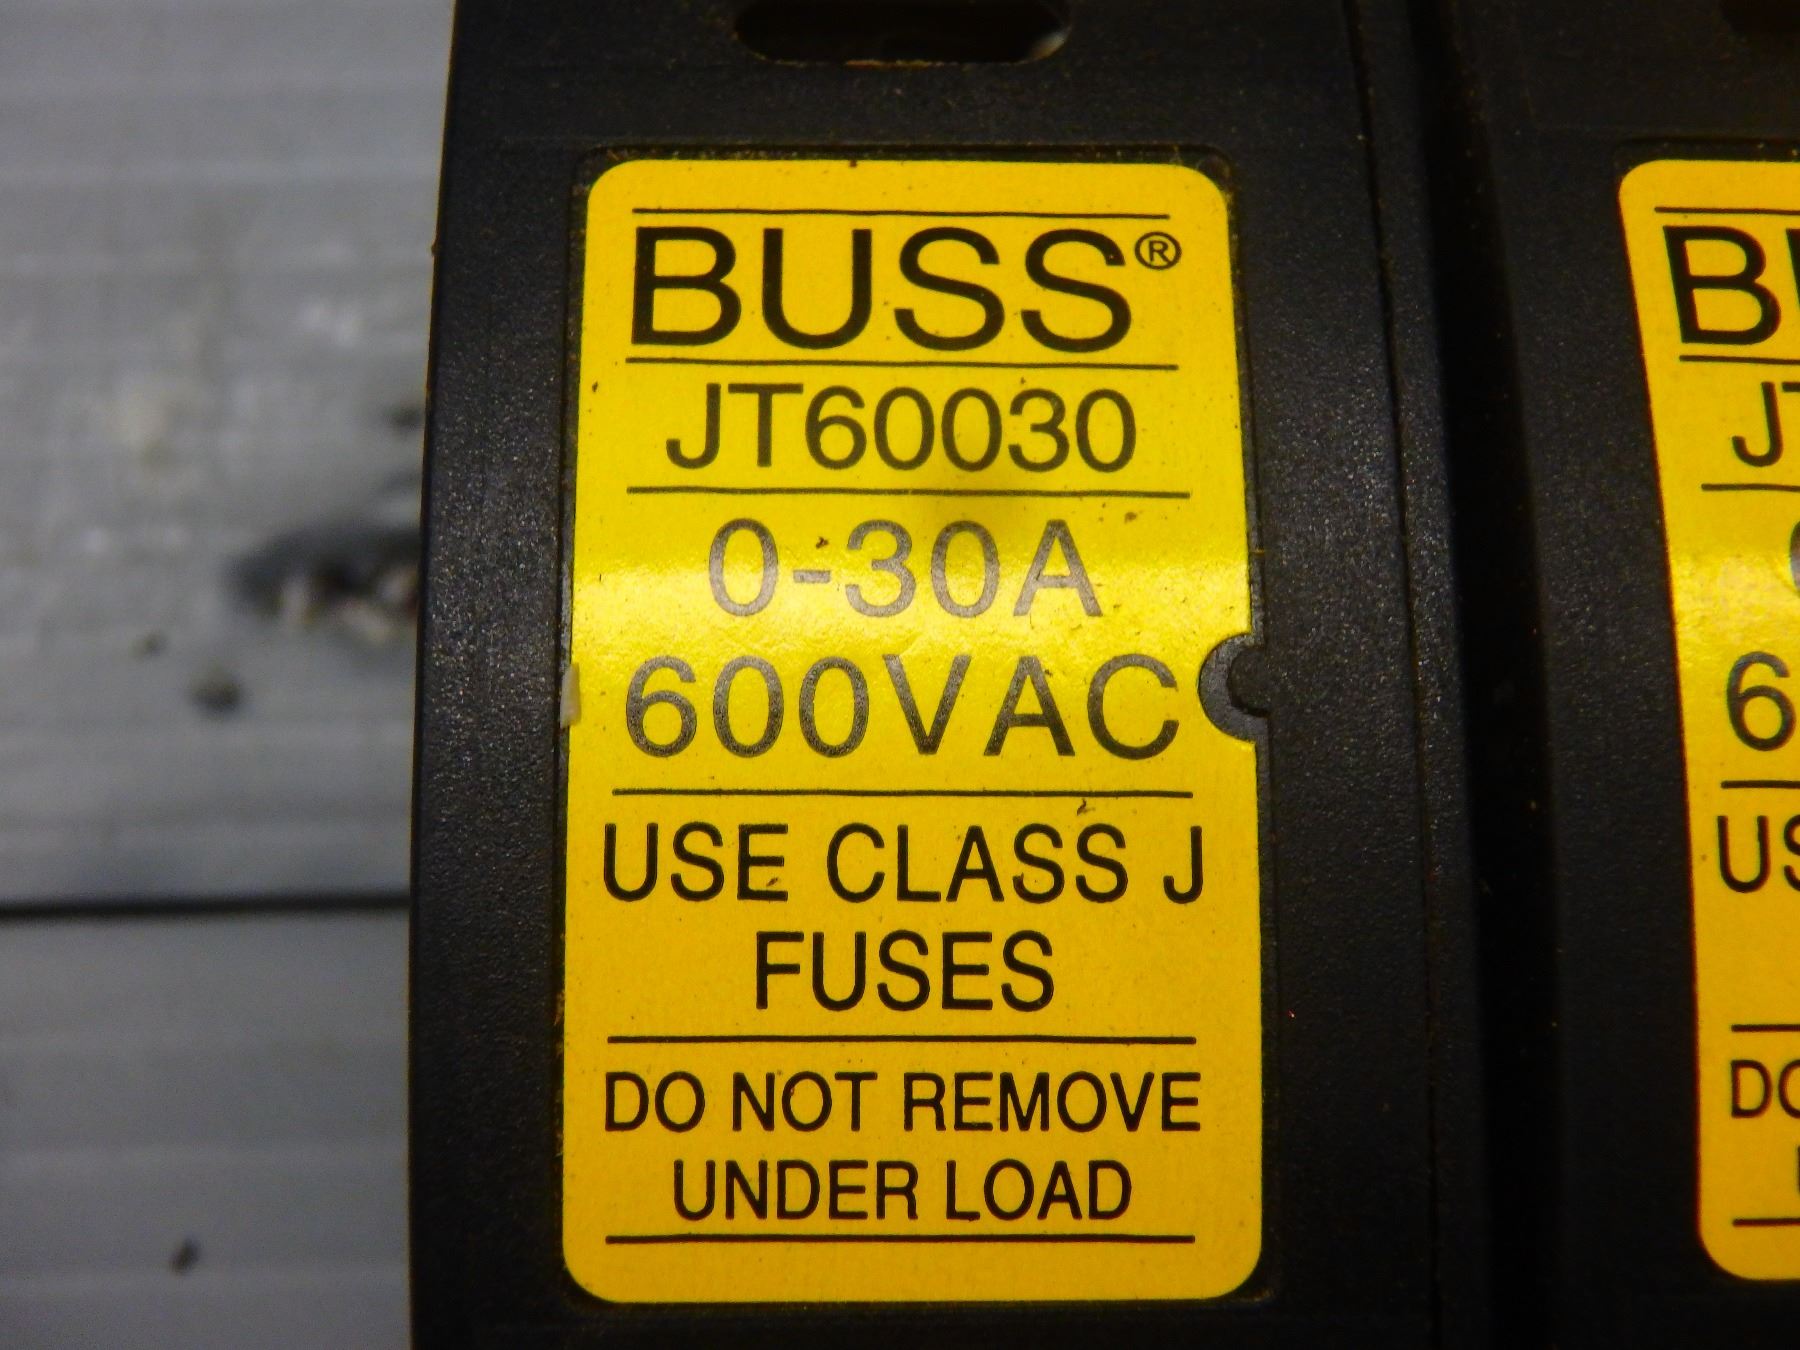 BUSS®
JT60030
0-30A
600VAC
USE CLASS J
FUSES
DO NOT REMOVE
UNDER LOAD